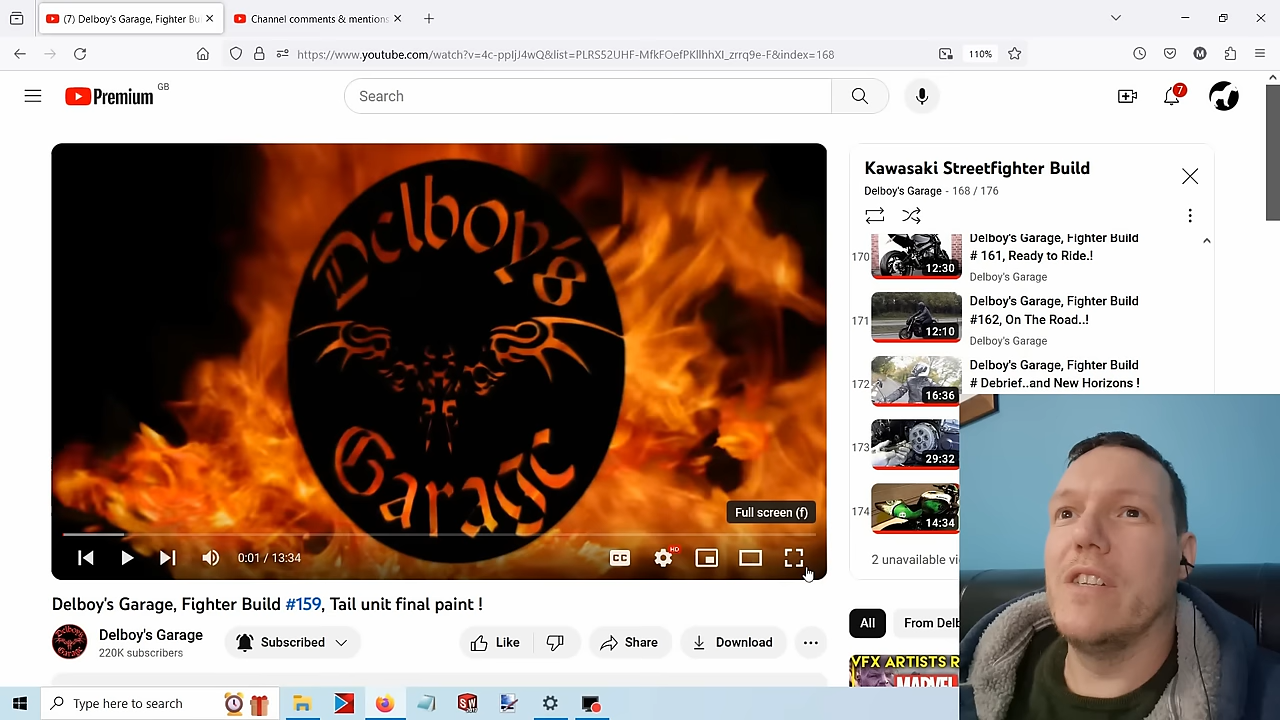 (7) Delboy's Garage, Fighter Bu
Channel comments & mentions
https://www.youtube.com/watch?v=4c-ppIjJ4wQ&list=PLRS52UHF-MfkFOefPKllhhXI_zrrq9e-F&index=168
110%
M
Premium
GB
Search
7
Delboy's
Garage
Full screen (f)
0:01 / 13:34
CC
HD
Kawasaki Streetfighter Build
Delboy's Garage - 168 / 176
170
12:30
Delboy's Garage, Fighter Build
# 161, Ready to Ride.!
Delboy's Garage
171
12:10
Delboy's Garage, Fighter Build
#162, On The Road..!
Delboy's Garage
172
16:36
Delboy's Garage, Fighter Build
# Debrief..and New Horizons !
173
29:32
174
14:34
2 unavailable vi
Delboy's Garage, Fighter Build #159, Tail unit final paint !
Delboy's Garage
220K subscribers
Subscribed
Like
Share
Download
All
From Delb
VFX ARTISTS R
MARVEL
Type here to search
SW